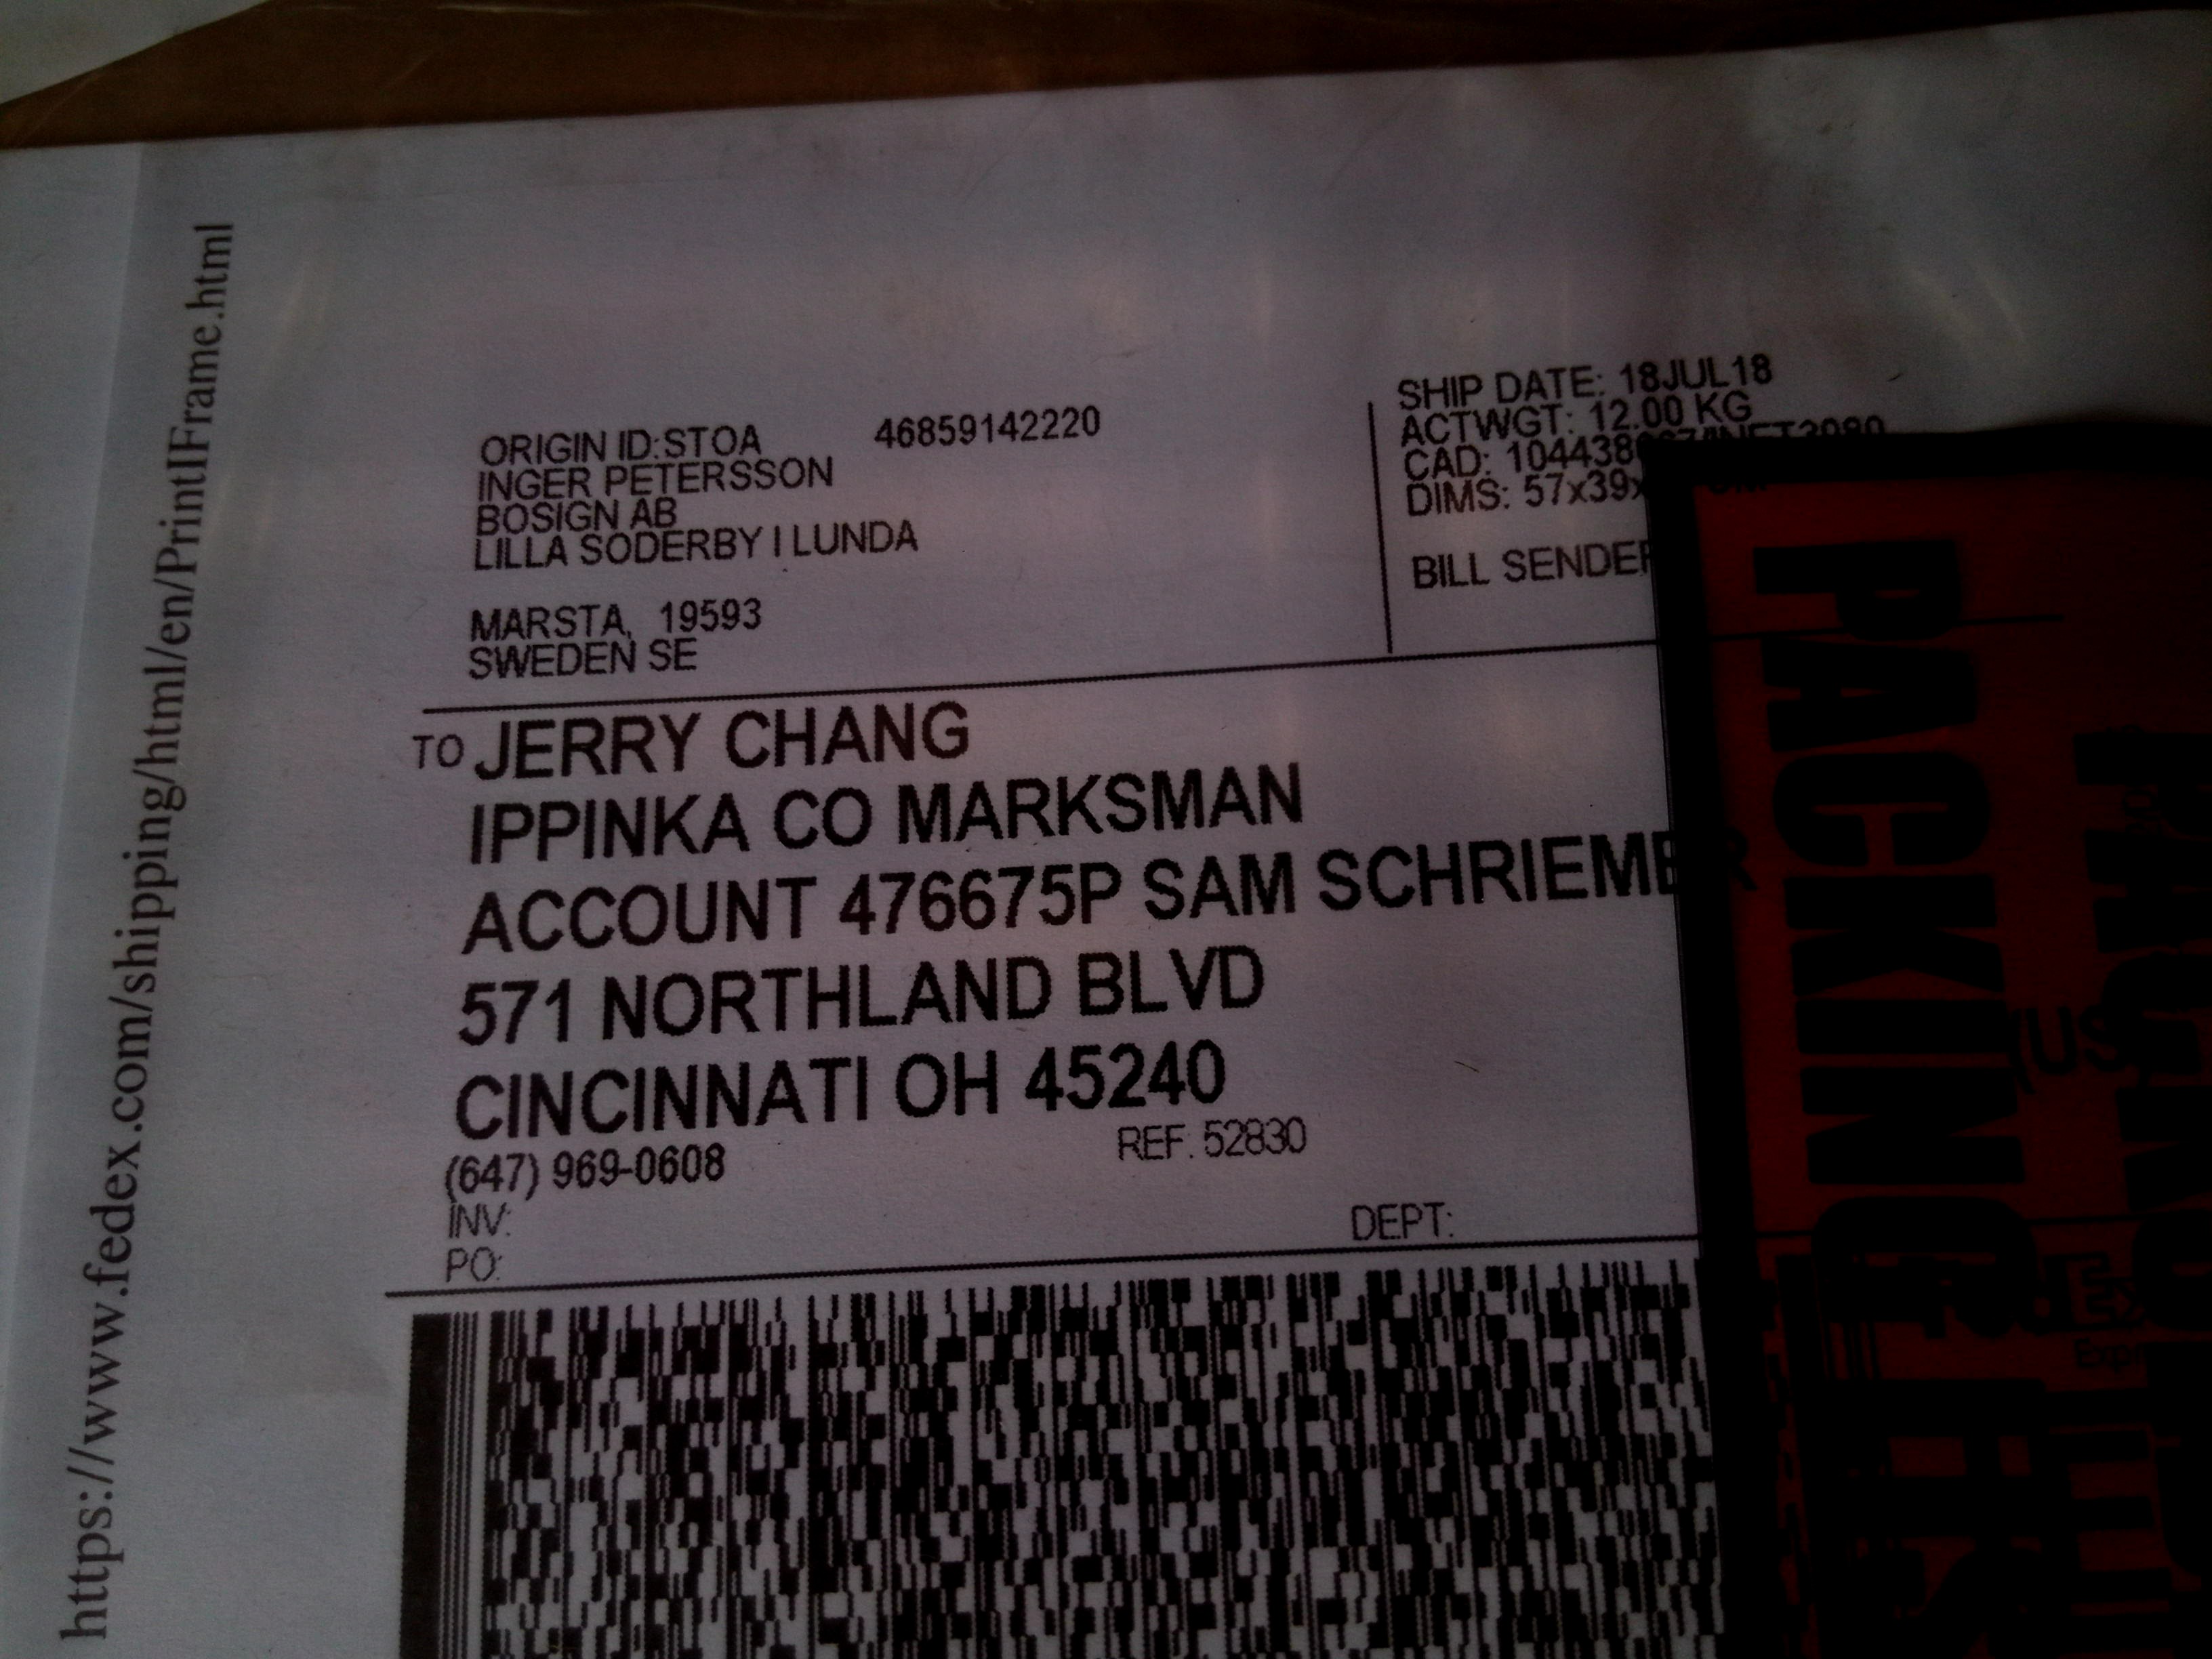 https://www.fedex.com/shipping/html/en/PrintIFrame.html
ORIGIN ID:STOA 46859142220
INGER PETERSSON
BOSIGN AB
LILLA SODERBY I LUNDA
MARSTA, 19593
SWEDEN SE
SHIP DATE: 18JUL18
ACTWGT: 12.00 KG
CAD:
DIMS:
BILL SENDER
TO JERRY CHANG
IPPINKA CO MARKSMAN
ACCOUNT 476675P SAM SCHRIEMER
571 NORTHLAND BLVD
CINCINNATI OH 45240
(647) 969-0608 REF: 52830
INV:
PO: DEPT:
PACKING